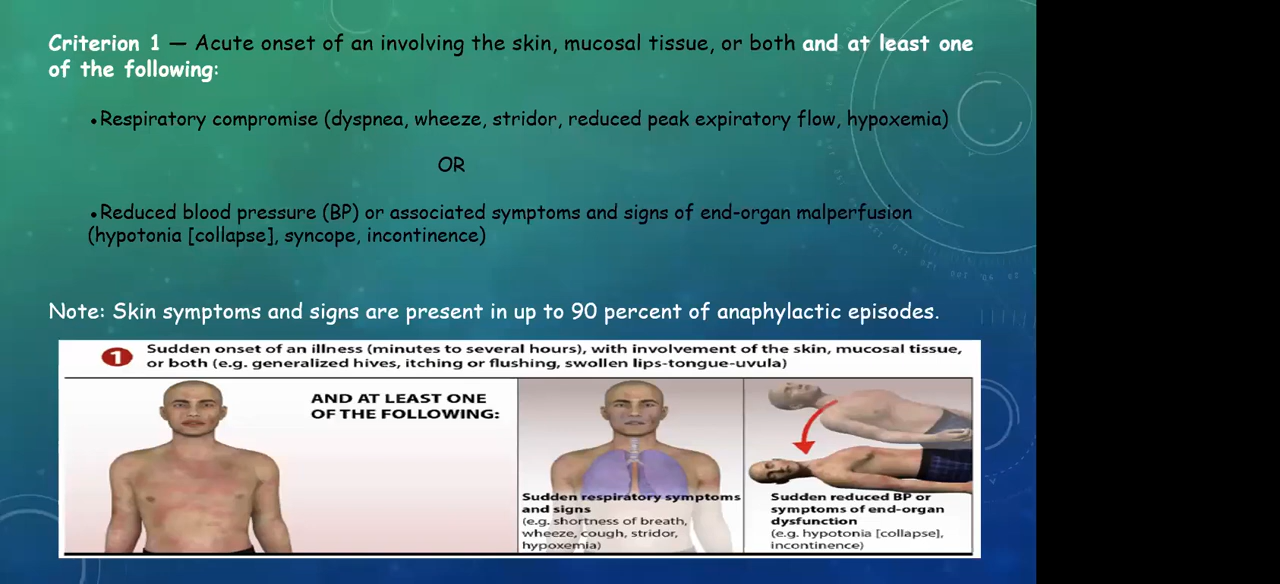 Criterion 1 — Acute onset of an involving the skin, mucosal tissue, or both and at least one
of the following:
•Respiratory compromise (dyspnea, wheeze, stridor, reduced peak expiratory flow, hypoxemia)
OR
•Reduced blood pressure (BP) or associated symptoms and signs of end-organ malperfusion
(hypotonia [collapse], syncope, incontinence)
Note: Skin symptoms and signs are present in up to 90 percent of anaphylactic episodes.
1 Sudden onset of an illness (minutes to several hours), with involvement of the skin, mucosal tissue,
or both (e.g. generalized hives, itching or flushing, swollen lips-tongue-uvula)
AND AT LEAST ONE
OF THE FOLLOWING:
Sudden respiratory symptoms
and signs
(e.g. shortness of breath,
wheeze, cough, stridor,
hypoxemia)
Sudden reduced BP or
symptoms of end-organ
dysfunction
(e.g. hypotonia [collapse],
incontinence)